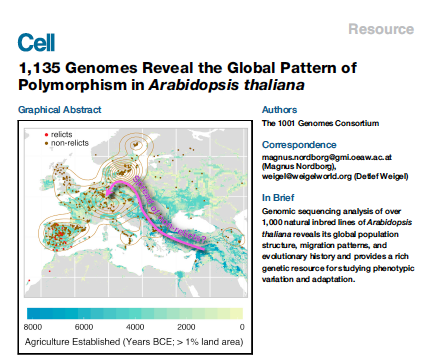 Resource
Cell
1,135 Genomes Reveal the Global Pattern of
Polymorphism in Arabidopsis thaliana
Graphical Abstract
relicts
non-relicts
8000 6000 4000 2000 0
Agriculture Established (Years BCE; > 1% land area)
Authors
The 1001 Genomes Consortium
Correspondence
magnus.nordborg@gmi.oeaw.ac.at
(Magnus Nordborg),
weigel@weigelworld.org (Detlef Weigel)
In Brief
Genomic sequencing analysis of over
1,000 natural inbred lines of Arabidopsis
thaliana reveals its global population
structure, migration patterns, and
evolutionary history and provides a rich
genetic resource for studying phenotypic
variation and adaptation.